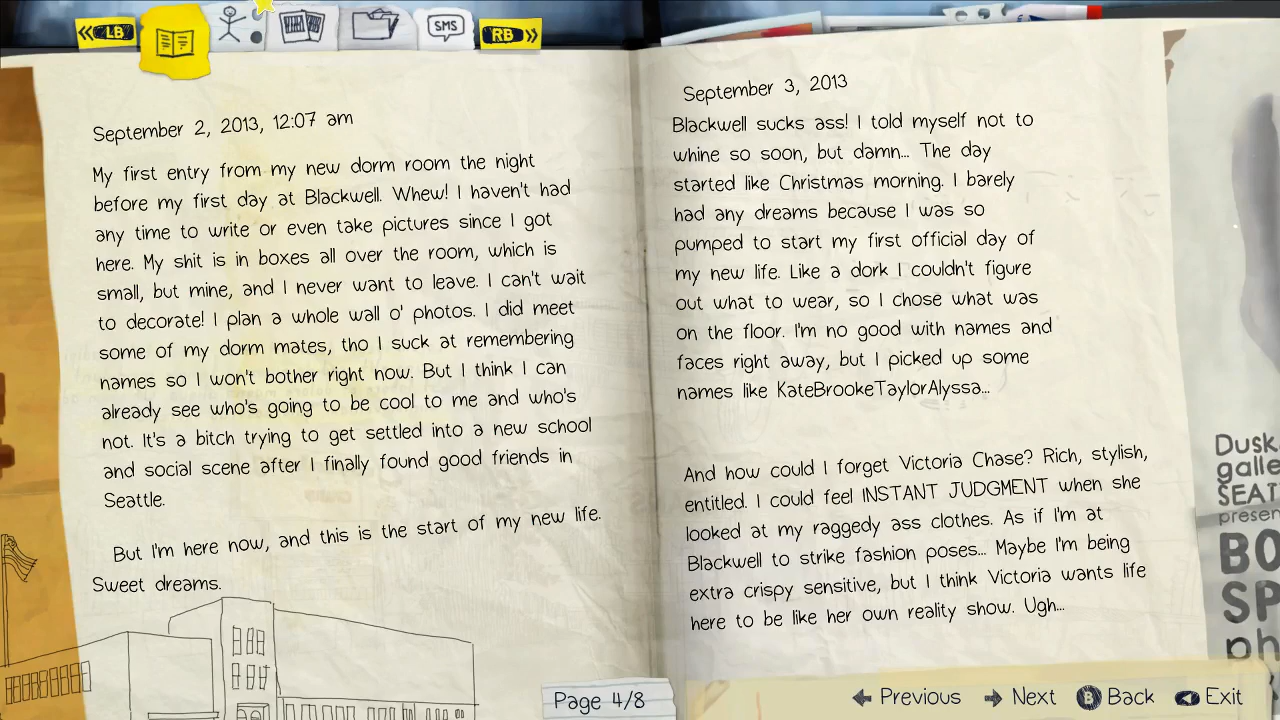 LB
SMS
RB
September 2, 2013, 12:07 am
My first entry from my new dorm room the night
before my first day at Blackwell. Whew! I haven't had
any time to write or even take pictures since I got
here. My shit is in boxes all over the room, which is
small, but mine, and I never want to leave. I can't wait
to decorate! I plan a whole wall o' photos. I did meet
some of my dorm mates, tho I suck at remembering
names so I won't bother right now. But I think I can
already see who's going to be cool to me and who's
not. It's a bitch trying to get settled into a new school
and social scene after I finally found good friends in
Seattle.
But I'm here now, and this is the start of my new life.
Sweet dreams.
September 3, 2013
Blackwell sucks ass! I told myself not to
whine so soon, but damn... The day
started like Christmas morning. I barely
had any dreams because I was so
pumped to start my first official day of
my new life. Like a dork I couldn't figure
out what to wear, so I chose what was
on the floor. I'm no good with names and
faces right away, but I picked up some
names like KateBrookeTaylorAlyssa...
And how could I forget Victoria Chase? Rich, stylish,
entitled. I could feel INSTANT JUDGMENT when she
looked at my raggedy ass clothes. As if I'm at
Blackwell to strike fashion poses... Maybe I'm being
extra crispy sensitive, but I think Victoria wants life
here to be like her own reality show. Ugh...
Dusk
galle
SEAT
presen
BO
SP
ph
Page 4/8
Previous
Next
B Back
Exit